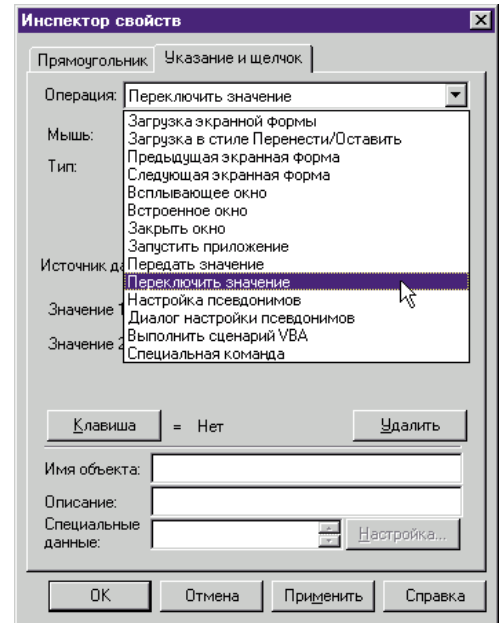 Инспектор свойств
Прямоугольник Указание и щелчок
Операция: Переключить значение
Загрузка экранной формы
Мышь: Загрузка в стиле Перенести/Оставить
Предыдущая экранная форма
Тип: Следующая экранная форма
Всплывающее окно
Встроенное окно
Закрыть окно
Запустить приложение
Источник да Передать значение
Переключить значение
Значение 1 Настройка псевдонимов
Диалог настройки псевдонимов
Значение 2 Выполнить сценарий VBA
Специальная команда
Клавиша = Нет Удалить
Имя объекта:
Описание:
Специальные
данные: Настройка...
OK Отмена Применить Справка